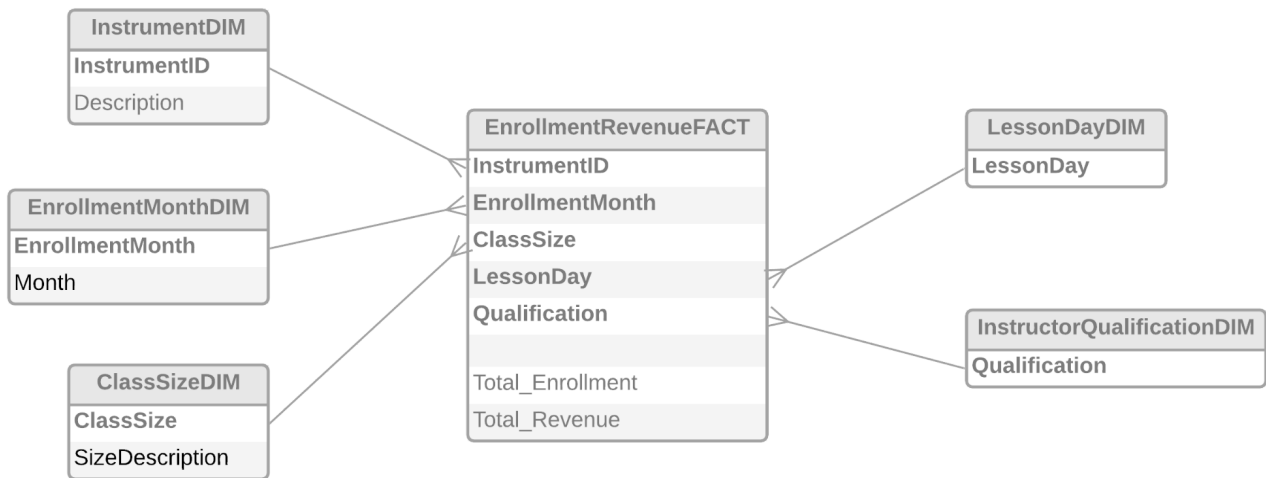 InstrumentDIM
InstrumentID
Description
EnrollmentMonthDIM
EnrollmentMonth
Month
ClassSizeDIM
ClassSize
SizeDescription
EnrollmentRevenueFACT
InstrumentID
EnrollmentMonth
ClassSize
LessonDay
Qualification
Total_Enrollment
Total_Revenue
LessonDayDIM
LessonDay
InstructorQualificationDIM
Qualification